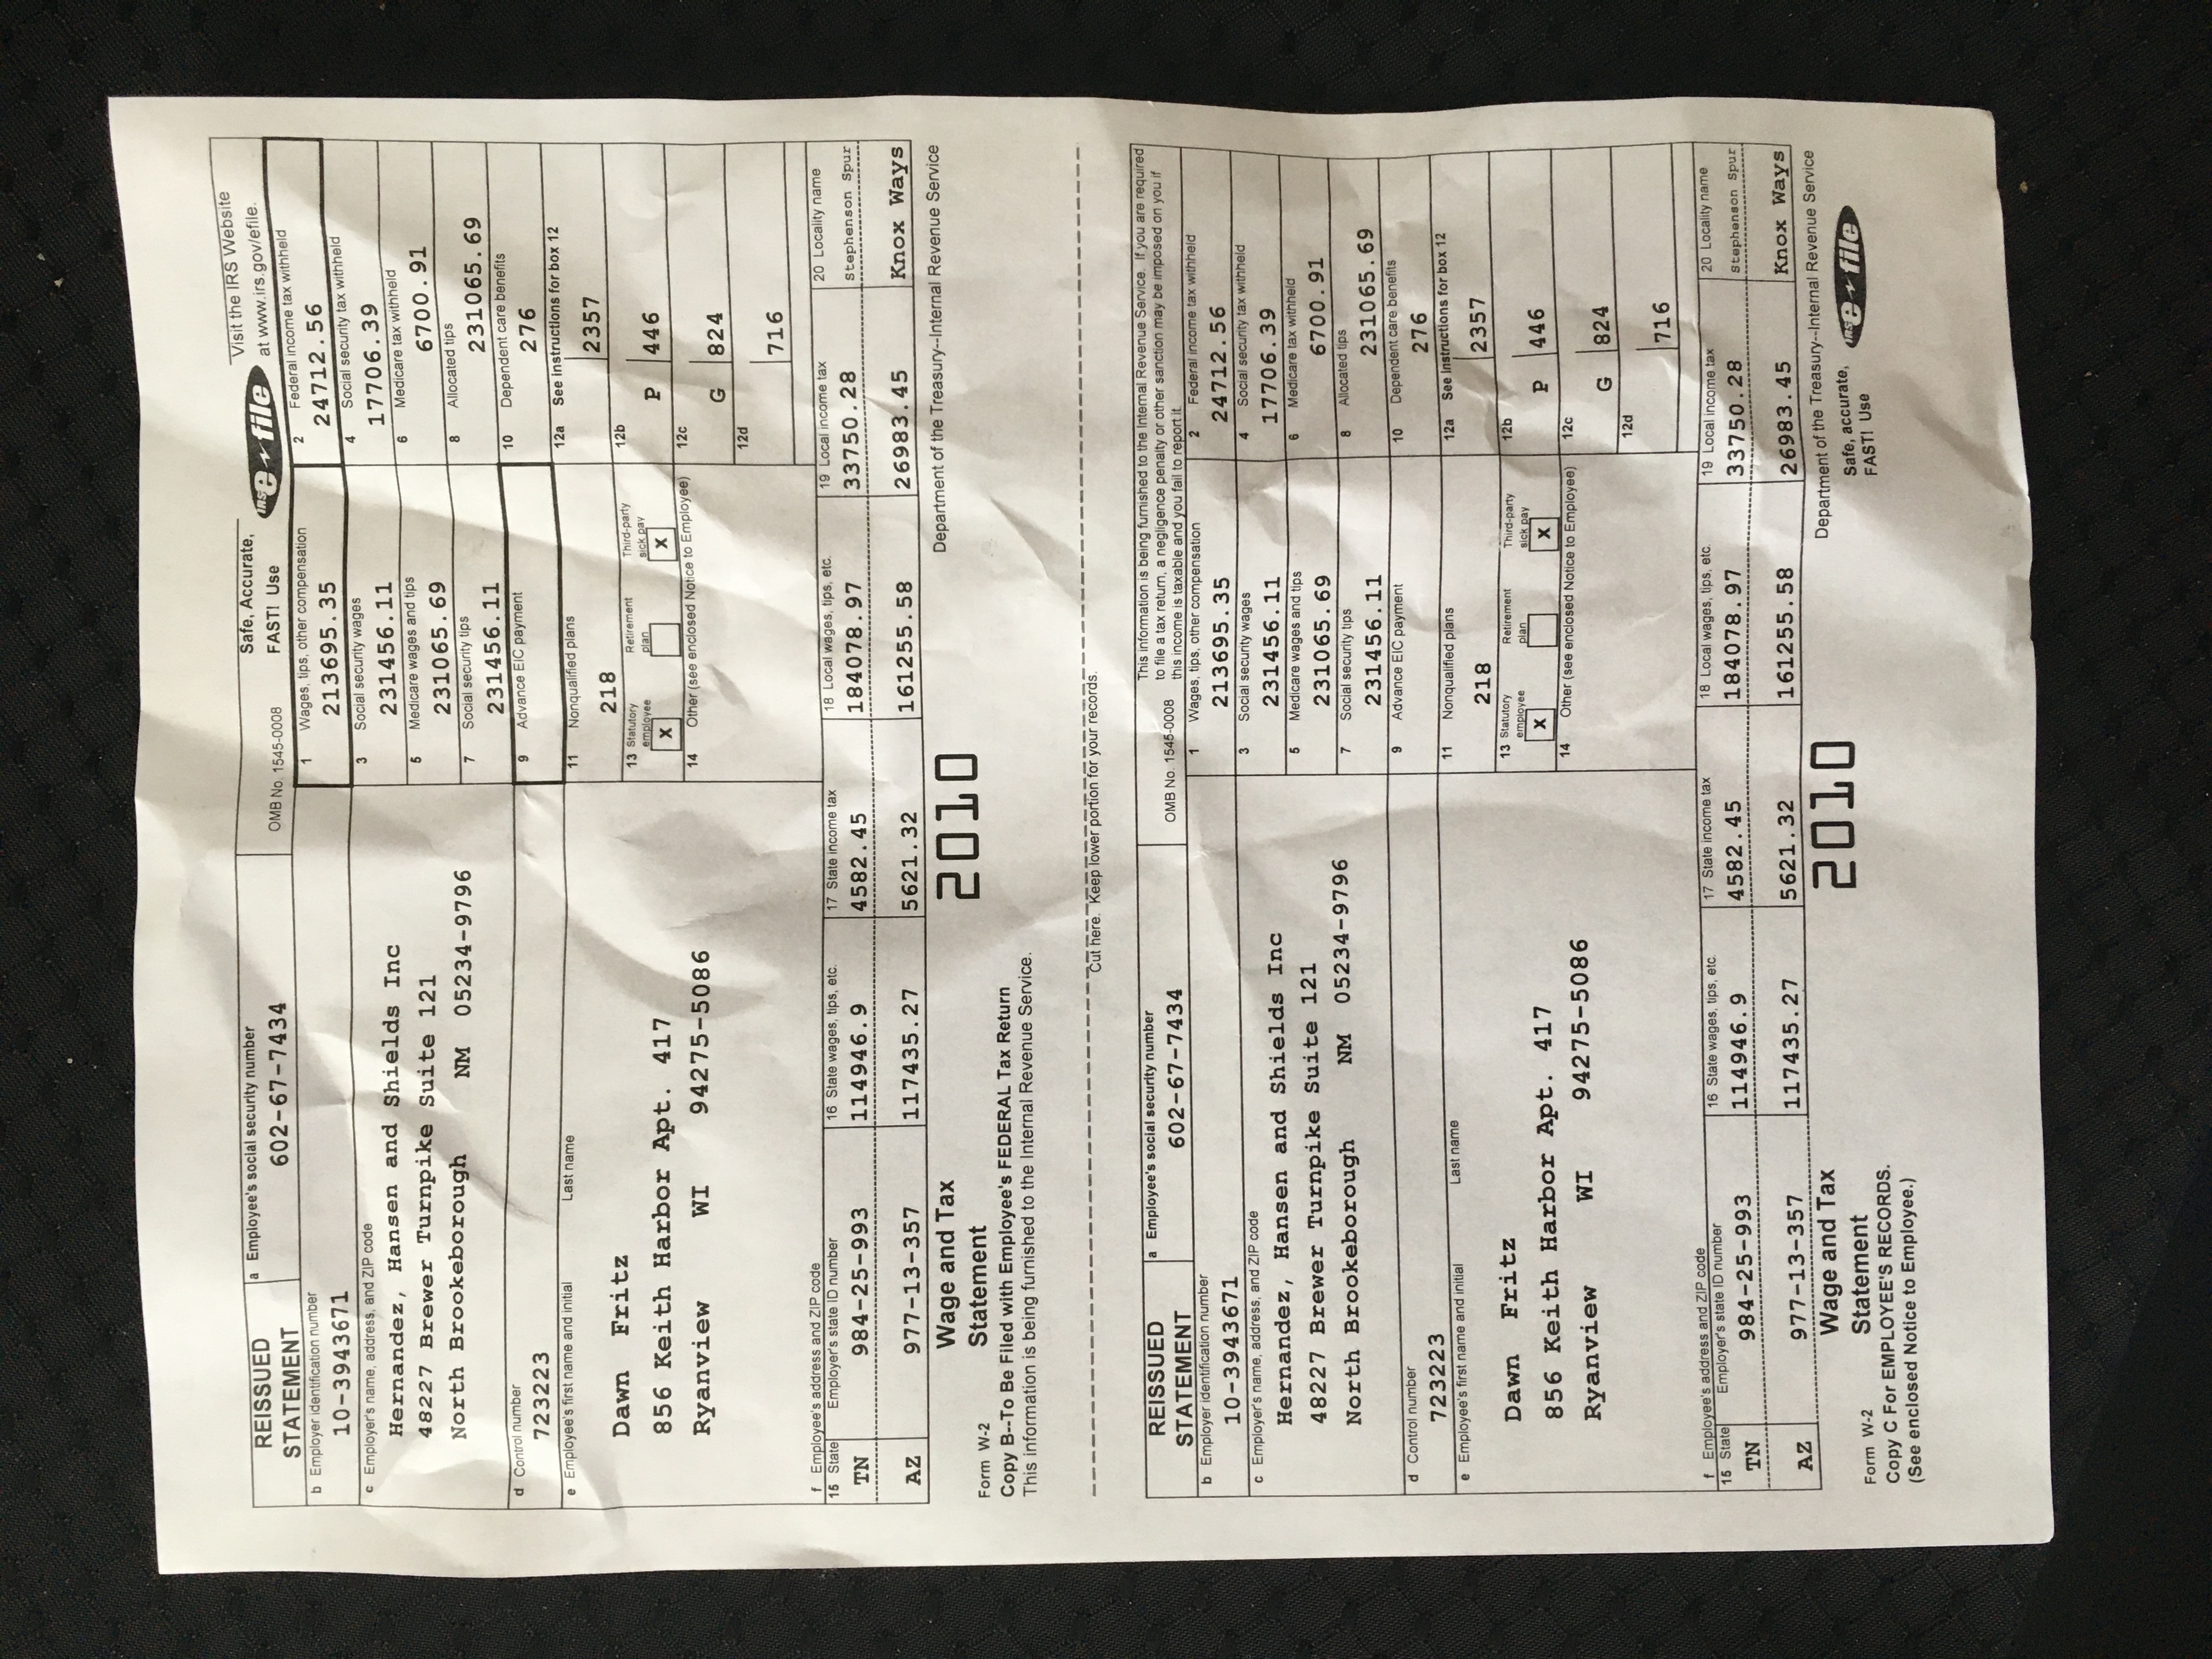 REISSUED STATEMENT
a Employee's social security number
602-67-7434
OMB No. 1545-0008
Safe, Accurate,
FAST! Use
IRS e-file
Visit the IRS Website
at www.irs.gov/efile.
b Employer identification number
10-3943671
1 Wages, tips, other compensation
213695.35
2 Federal income tax withheld
24712.56
c Employer's name, address, and ZIP code
Hernandez, Hansen and Shields Inc
48227 Brewer Turnpike Suite 121
North Brookeborough NM 05234-9796
3 Social security wages
231456.11
4 Social security tax withheld
17706.39
5 Medicare wages and tips
231065.69
6 Medicare tax withheld
6700.91
7 Social security tips
231456.11
8 Allocated tips
231065.69
d Control number
723223
9 Advance EIC payment
10 Dependent care benefits
276
e Employee's first name and initial Last name
Dawn Fritz
856 Keith Harbor Apt. 417
Ryanview WI 94275-5086
11 Nonqualified plans
218
12a See instructions for box 12
2357
13 Statutory employee
X
Retirement plan
Third-party sick pay
X
12b
P 446
14 Other (see enclosed Notice to Employee)
12c
G 824
12d
716
f Employee's address and ZIP code
15 State Employer's state ID number 16 State wages, tips, etc. 17 State income tax 18 Local wages, tips, etc. 19 Local income tax 20 Locality name
TN 984-25-993 114946.9 4582.45 184078.97 33750.28 Stephenson Spur
AZ 977-13-357 117435.27 5621.32 161255.58 26983.45 Knox Ways
Wage and Tax
Form W-2 Statement
2010
Department of the Treasury--Internal Revenue Service
Copy B--To Be Filed with Employee's FEDERAL Tax Return
This information is being furnished to the Internal Revenue Service.
Cut here. Keep lower portion for your records.
REISSUED STATEMENT
a Employee's social security number
602-67-7434
OMB No. 1545-0008
This information is being furnished to the Internal Revenue Service. If you are required
to file a tax return, a negligence penalty or other sanction may be imposed on you if
this income is taxable and you fail to report it.
b Employer identification number
10-3943671
1 Wages, tips, other compensation
213695.35
2 Federal income tax withheld
24712.56
c Employer's name, address, and ZIP code
Hernandez, Hansen and Shields Inc
48227 Brewer Turnpike Suite 121
North Brookeborough NM 05234-9796
3 Social security wages
231456.11
4 Social security tax withheld
17706.39
5 Medicare wages and tips
231065.69
6 Medicare tax withheld
6700.91
7 Social security tips
231456.11
8 Allocated tips
231065.69
d Control number
723223
9 Advance EIC payment
10 Dependent care benefits
276
e Employee's first name and initial Last name
Dawn Fritz
856 Keith Harbor Apt. 417
Ryanview WI 94275-5086
11 Nonqualified plans
218
12a See Instructions for box 12
2357
13 Statutory employee
X
Retirement plan
Third-party sick pay
X
12b
P 446
14 Other (see enclosed Notice to Employee)
12c
G 824
12d
716
f Employee's address and ZIP code
15 State Employer's state ID number 16 State wages, tips, etc. 17 State income tax 18 Local wages, tips, etc. 19 Local income tax 20 Locality name
TN 984-25-993 114946.9 4582.45 184078.97 33750.28 Stephenson Spur
AZ 977-13-357 117435.27 5621.32 161255.58 26983.45 Knox Ways
Wage and Tax
Form W-2 Statement
2010
Department of the Treasury--Internal Revenue Service
Safe, accurate,
FAST! Use
IRS e-file
Copy C For EMPLOYEE'S RECORDS.
(See enclosed Notice to Employee.)